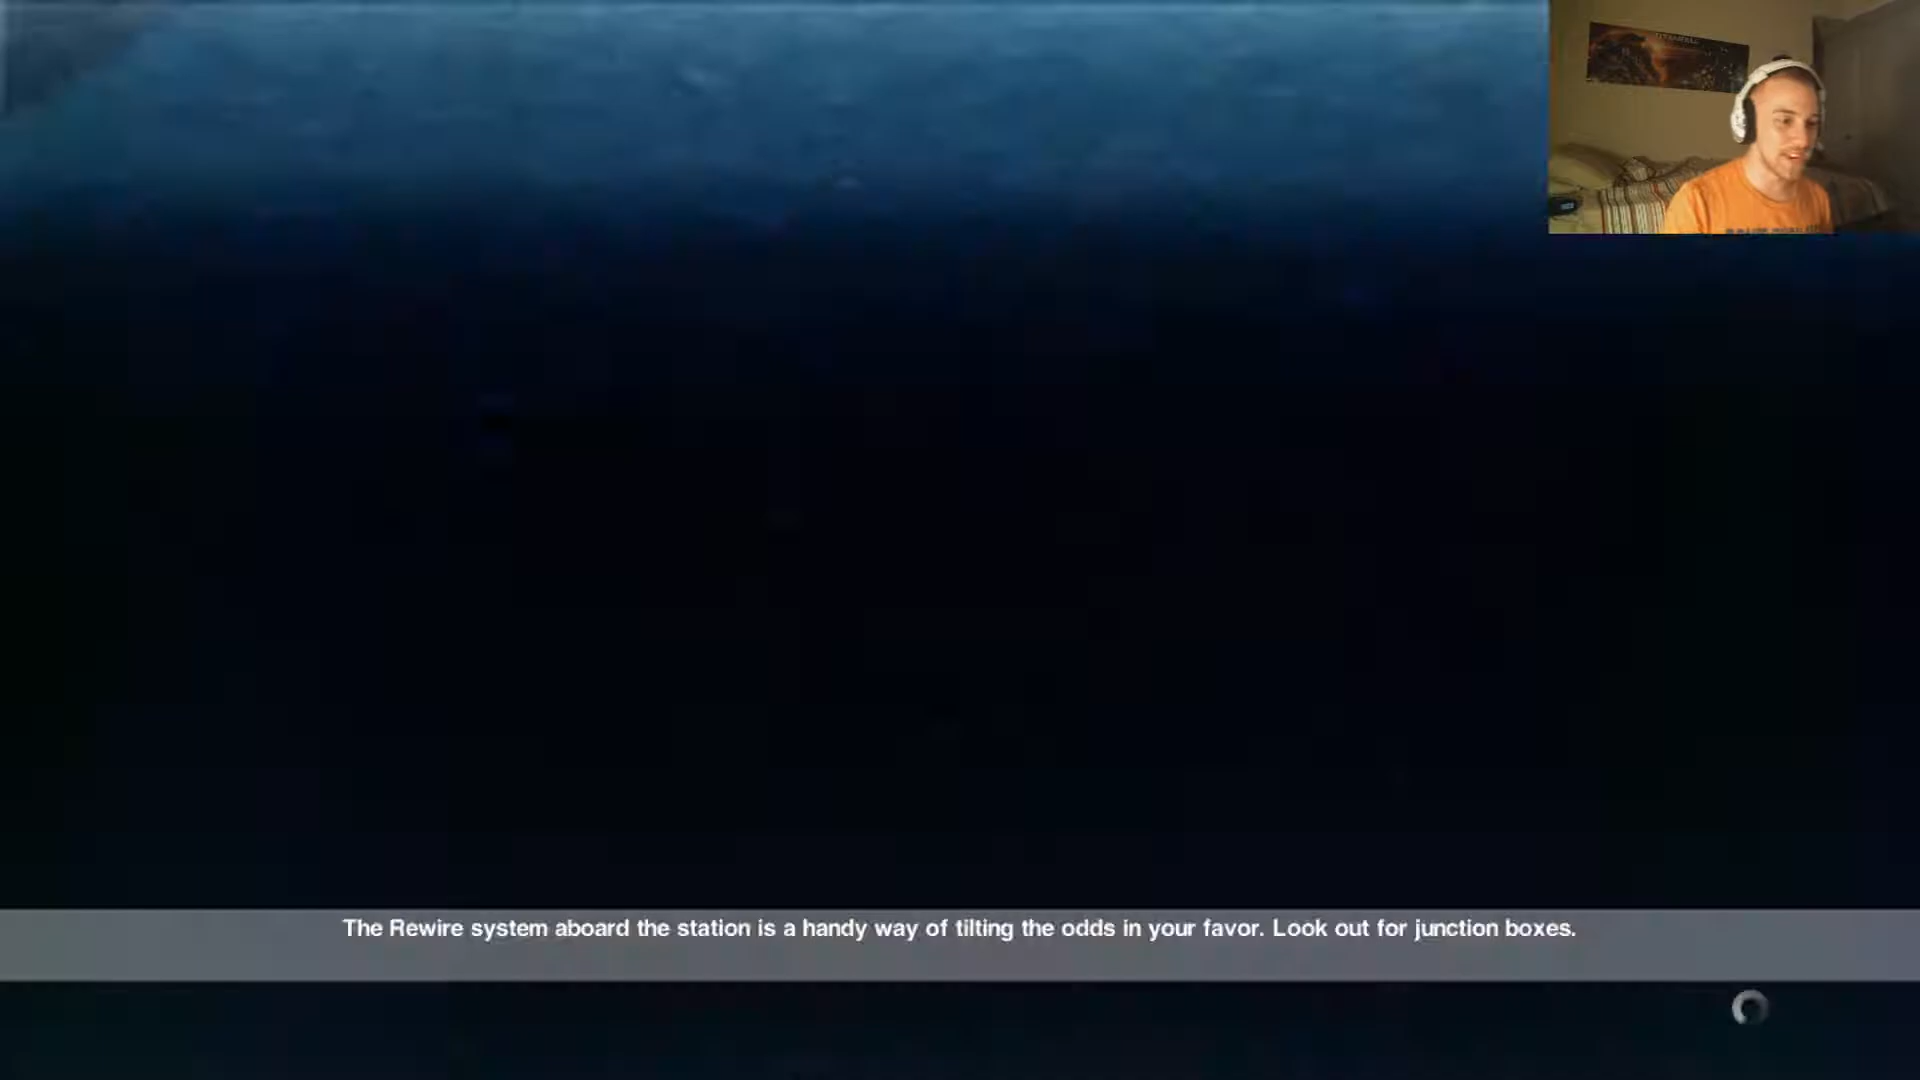 The Rewire system aboard the station is a handy way of tilting the odds in your favor. Look out for junction boxes.